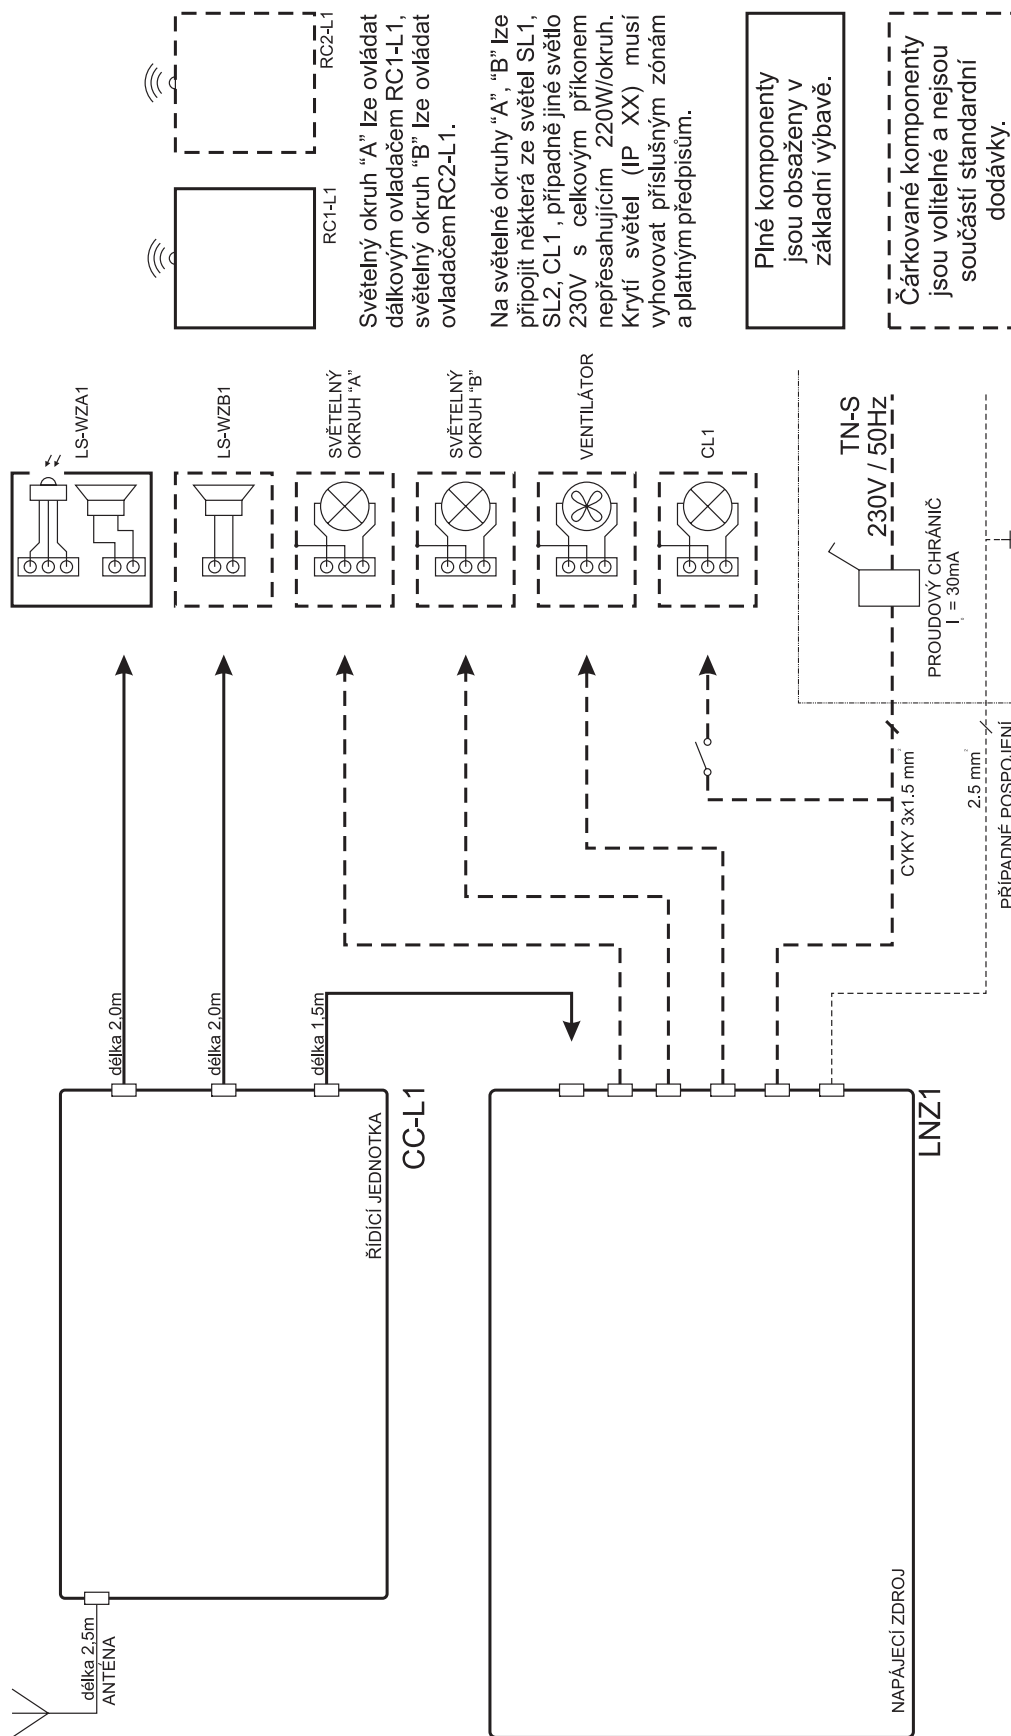 délka 2,5m
ANTÉNA
ŘÍDÍCÍ JEDNOTKA
CC-L1
délka 2,0m
délka 2,0m
délka 1,5m
NAPÁJECÍ ZDROJ
LNZ1
LS-WZA1
LS-WZB1
SVĚTELNÝ
OKRUH “A”
SVĚTELNÝ
OKRUH “B”
VENTILÁTOR
CL1
TN-S
230V / 50Hz
PROUDOVÝ CHRÁNIČ
I = 30mA
CYKY 3x1.5 mm²
2.5 mm²
PŘÍPADNÉ POSPOJENÍ
RC1-L1
RC2-L1
Světelný okruh “A” lze ovládat
dálkovým ovladačem RC1-L1,
světelný okruh “B” lze ovládat
ovladačem RC2-L1.
Na světelné okruhy “A”, “B” lze
připojit některá ze světel SL1,
SL2, CL1 , případně jiné světlo
230V s celkovým příkonem
nepřesahujícím 220W/okruh.
Krytí světel (IP XX) musí
vyhovovat příslušným zónám
a platným předpisům.
Plné komponenty
jsou obsaženy v
základní výbavě.
Čárkované komponenty
jsou volitelné a nejsou
součástí standardní
dodávky.